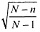 √((N − n)/(N − 1))